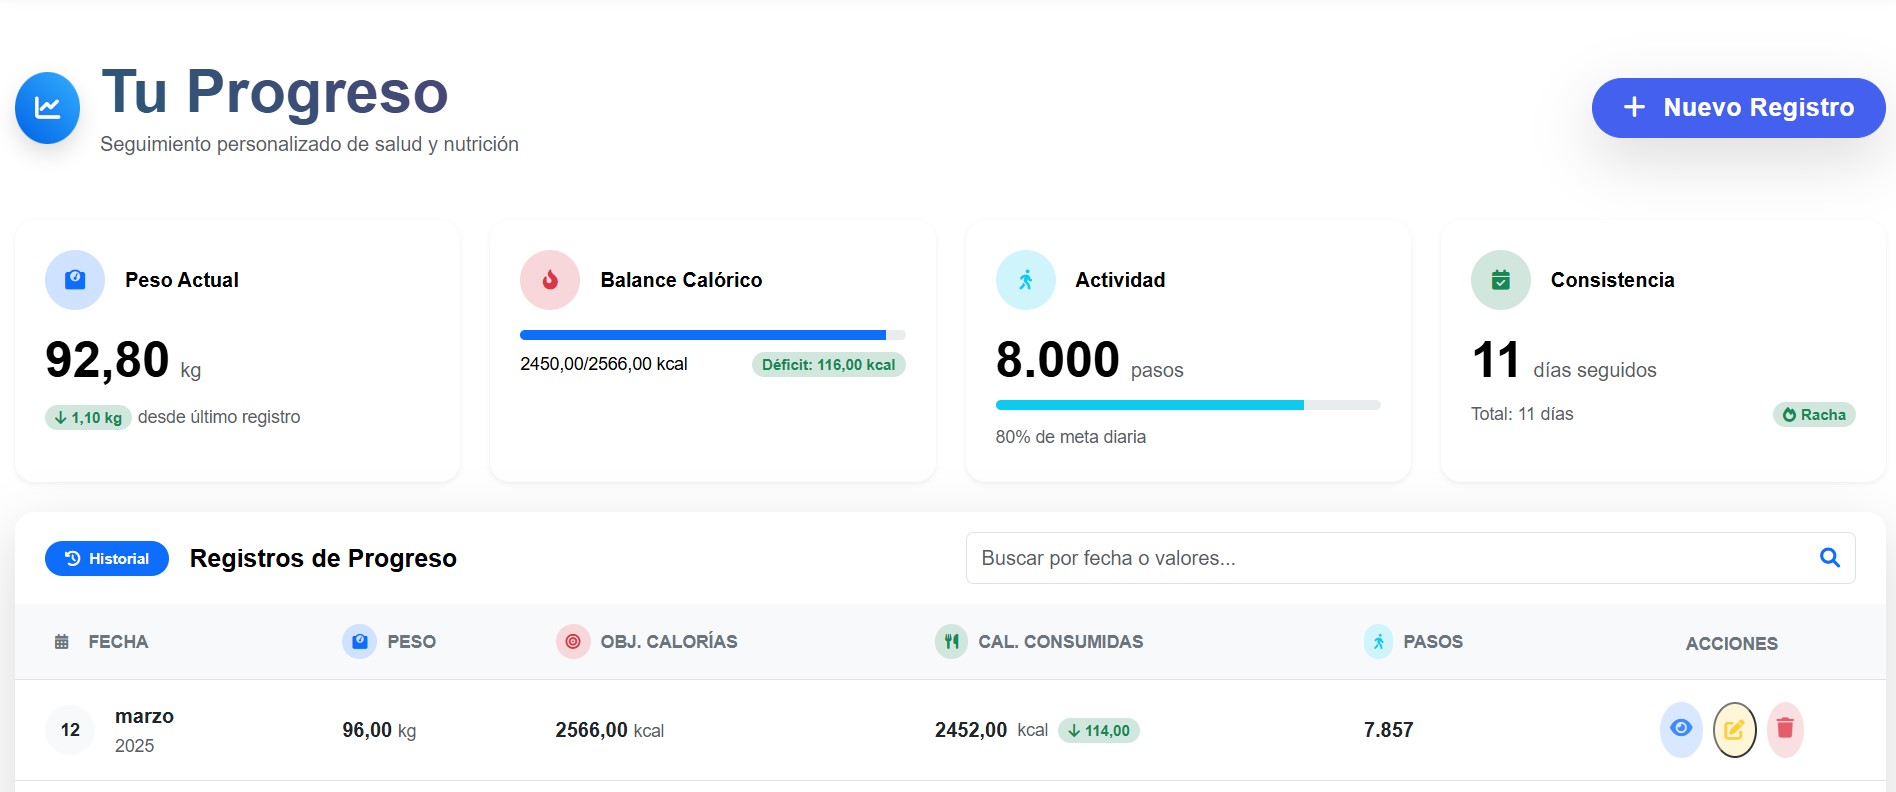 Tu Progreso
Seguimiento personalizado de salud y nutrición
Nuevo Registro
Peso Actual
92,80 kg
1,10 kg desde último registro
Balance Calórico
2450,00/2566,00 kcal
Déficit: 116,00 kcal
Actividad
8.000 pasos
80% de meta diaria
Consistencia
11 días seguidos
Total: 11 días
Racha
Historial
Registros de Progreso
Buscar por fecha o valores...
FECHA PESO OBJ. CALORÍAS CAL. CONSUMIDAS PASOS ACCIONES
12 marzo 2025 96,00 kg 2566,00 kcal 2452,00 kcal 114,00 7.857